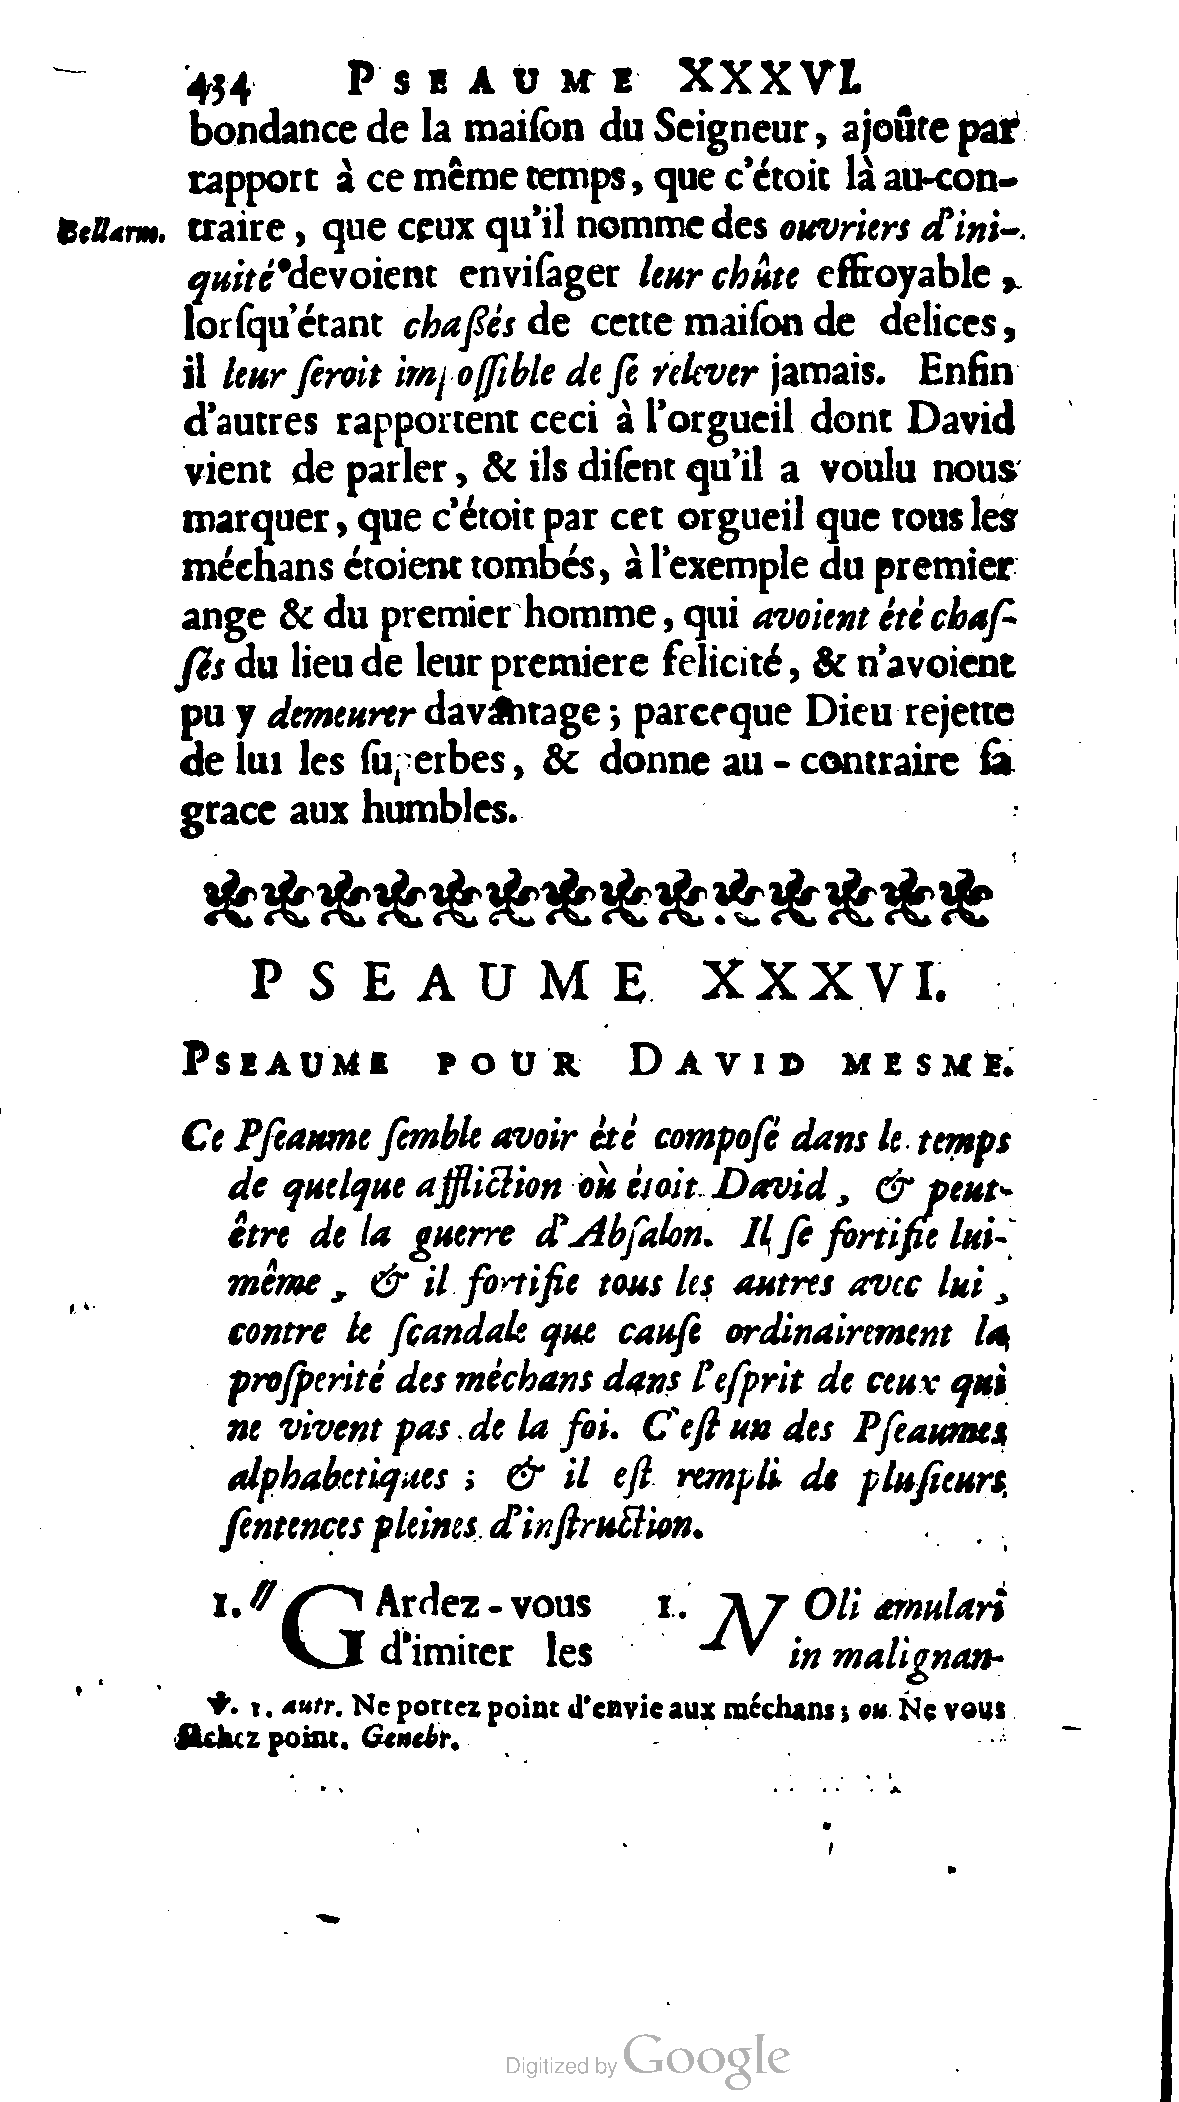 434 PSEAUME XXXVI.
bondance de la maiſon du Seigneur, ajoûte par
rapport à ce même temps, que c'étoit là au-con-
Bellarm. traire, que ceux qu'il nomme des ouvriers d'ini-
quité devoient enviſager leur chûte effroyable,
lorſqu'étant chaßés de cette maiſon de delices,
il leur ſeroit impoſſible de ſe relever jamais. Enfin
d'autres rapportent ceci à l'orgueil dont David
vient de parler, & ils diſent qu'il a voulu nous
marquer, que c'étoit par cet orgueil que tous les
méchans étoient tombés, à l'exemple du premier
ange & du premier homme, qui avoient été chaſ-
ſés du lieu de leur premiere felicité, & n'avoient
pu y demeurer davantage; parceque Dieu rejette
de lui les ſuperbes, & donne au-contraire ſa
grace aux humbles.
PSEAUME XXXVI.
PSEAUME POUR DAVID MESME.
Ce Pſeaume ſemble avoir été compoſé dans le temps
de quelque affliction où étoit David, & peut-
être de la guerre d'Abſalon. Il ſe fortifie lui-
même, & il fortifie tous les autres avec lui,
contre le ſcandale que cauſe ordinairement la
proſperité des méchans dans l'eſprit de ceux qui
ne vivent pas de la foi. C'eſt un des Pſeaumes
alphabetiques; & il eſt rempli de pluſieurs
ſentences pleines d'inſtruction.
1. " GArdez-vous
d'imiter les
1. NOli æmulari
in malignan-
℣. 1. autr. Ne portez point d'envie aux méchans; ou Ne vous
fâchez point. Genebr.
Digitized by Google